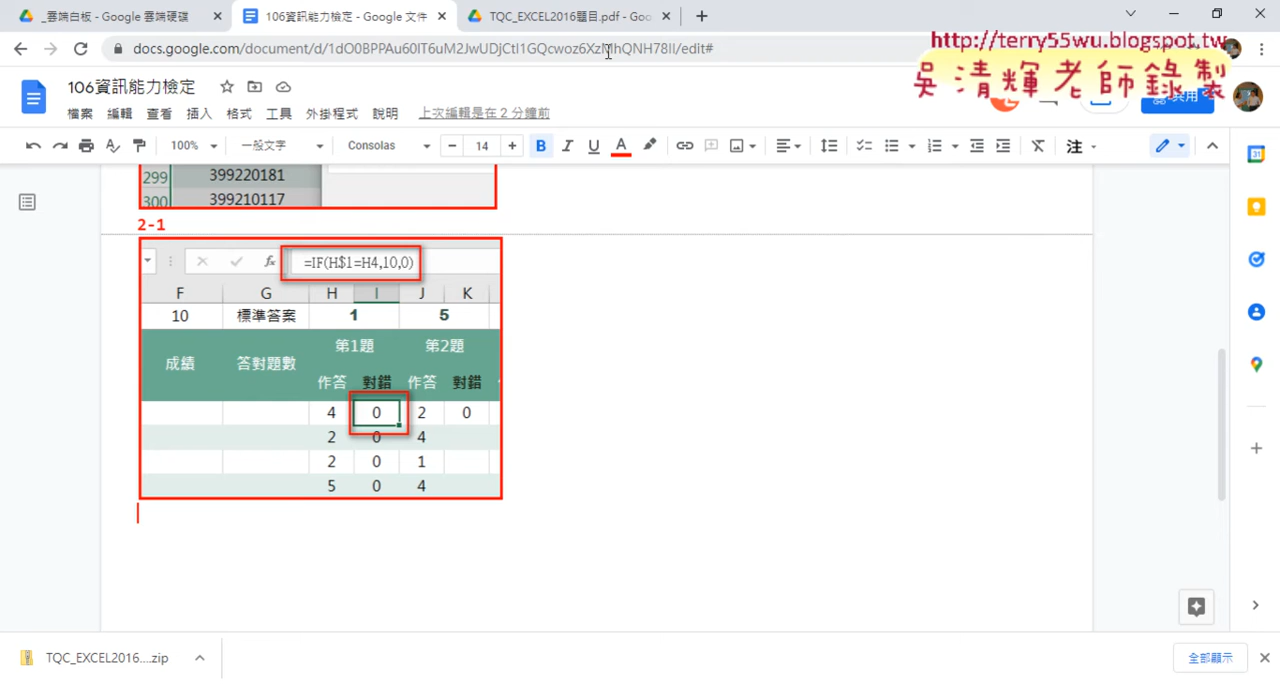 _雲端白板 - Google 雲端硬碟
106資訊能力檢定 - Google 文件
TQC_EXCEL2016題目.pdf - Goo
docs.google.com/document/d/1dO0BPPAu60IT6uM2JwUDjCtI1GQcwoz6XzMhQNH78II/edit#
http://terry55wu.blogspot.tw
吳清輝老師錄製
106資訊能力檢定
共用
檔案 編輯 查看 插入 格式 工具 外掛程式 說明 上次編輯是在 2 分鐘前
100% 一般文字 Consolas 14 B I U A 注
31
299 399220181
300 399210117
2-1
fx =IF(H$1=H4,10,0)
F G H I J K
10 標準答案 1 5
成績 答對題數 第1題 第2題
作答 對錯 作答 對錯
4 0 2 0
2 0 4
2 0 1
5 0 4
TQC_EXCEL2016....zip
全部顯示